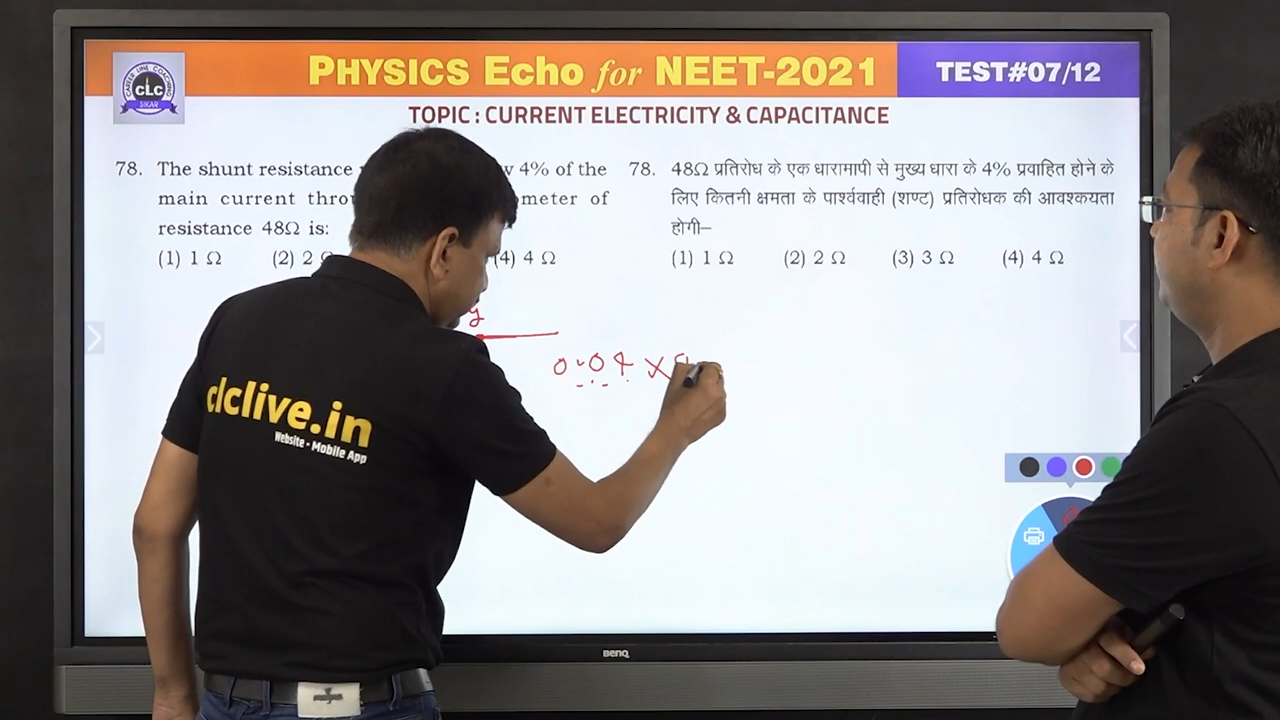 PHYSICS Echo for NEET-2021
TEST#07/12
CAREER LINE COACHING
CLC
SIKAR
TOPIC : CURRENT ELECTRICITY & CAPACITANCE
78. The shunt resistance 4% of the
main current meter of
resistance 48Ω is:
(1) 1 Ω (2) 2 (4) 4 Ω
78. 48Ω प्रतिरोध के एक धारामापी से मुख्य धारा के 4% प्रवाहित होने के
लिए कितनी क्षमता के पार्श्ववाही (शण्ट) प्रतिरोधक की आवश्यकता
होगी–
(1) 1 Ω (2) 2 Ω (3) 3 Ω (4) 4 Ω
0.04 ×
clclive.in
Website • Mobile App
BenQ